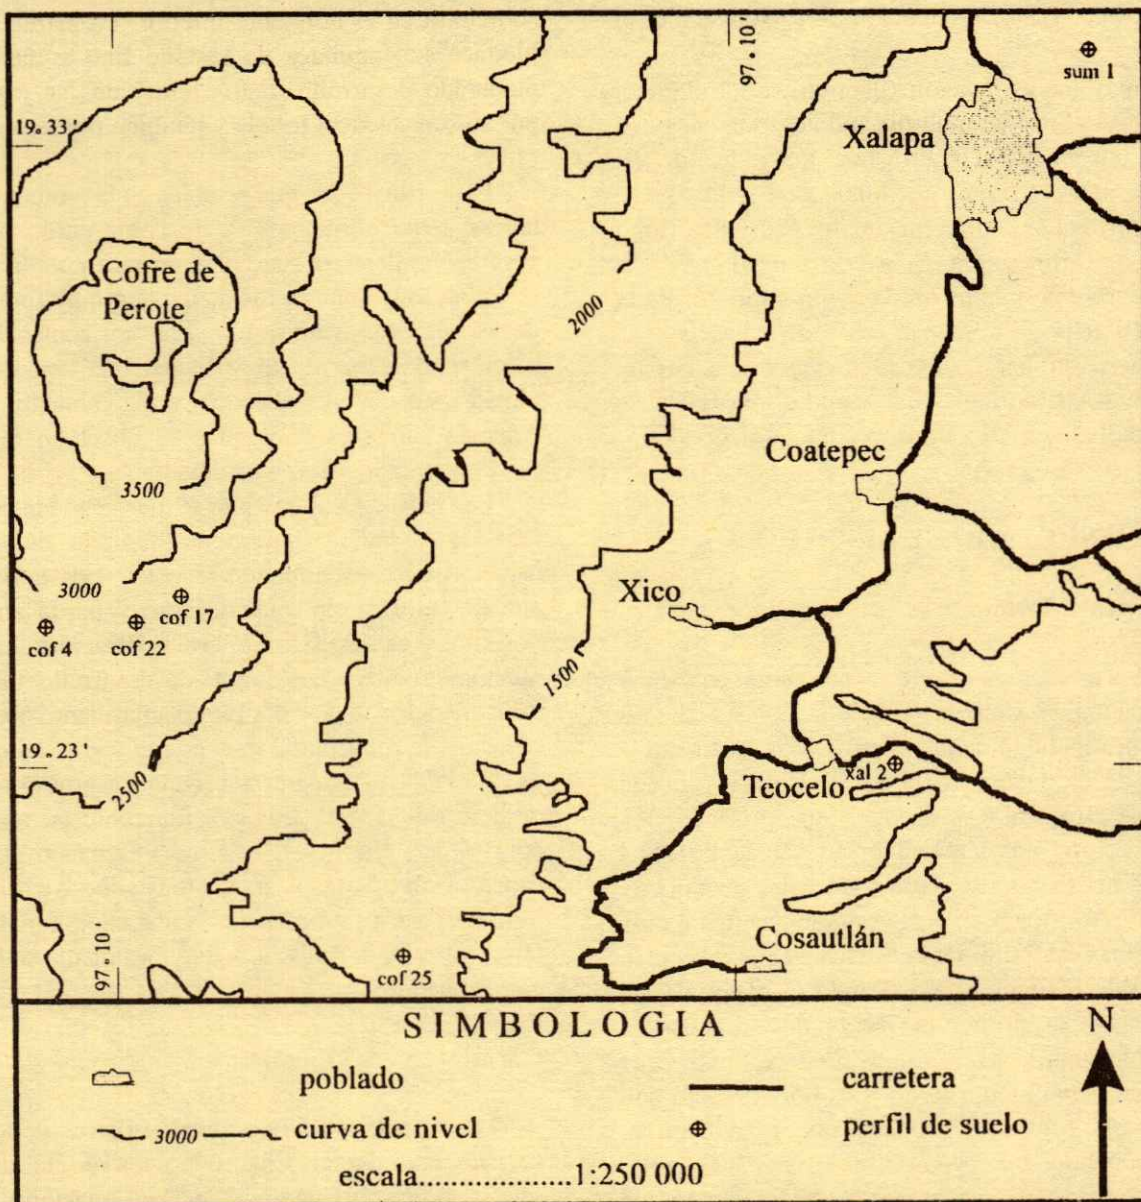 97.10'
sum 1
19.33'
Xalapa
Cofre de
Perote
2000
Coatepec
3500
3000
cof 17
Xico
cof 4
cof 22
1500
19.23'
2500
Teocelo
xal 2
Cosautlán
97.10'
cof 25
SIMBOLOGIA
N
poblado
carretera
3000
curva de nivel
perfil de suelo
escala...................1:250 000